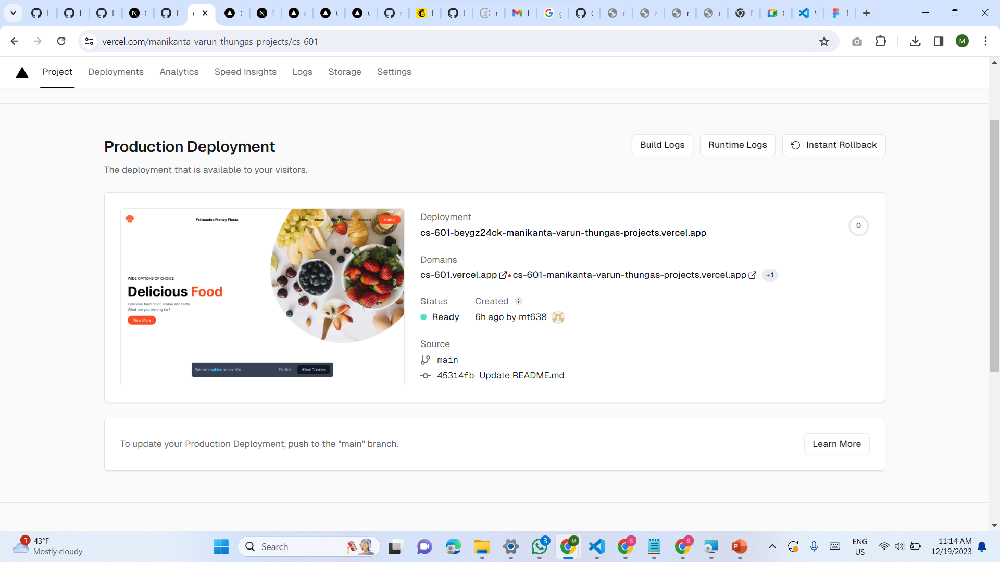 vercel.com/manikanta-varun-thungas-projects/cs-601
M
Project Deployments Analytics Speed Insights Logs Storage Settings
Production Deployment
Build Logs Runtime Logs Instant Rollback
The deployment that is available to your visitors.
Fettuccine Frenzy Fiesta
Home About Food Dish Contact SIGNUP
WIDE OPTIONS OF CHOICE
Delicious Food
Delicious food color, aroma and taste.
What are you waiting for?
View More
We use cookies on our site. Decline Allow Cookies
Deployment
cs-601-beygz24ck-manikanta-varun-thungas-projects.vercel.app
0
Domains
cs-601.vercel.app cs-601-manikanta-varun-thungas-projects.vercel.app +1
Status Created
Ready 6h ago by mt638
Source
main
45314fb Update README.md
To update your Production Deployment, push to the "main" branch.
Learn More
1
43°F
Mostly cloudy
Search
3
M
S
S
P
ENG
US
11:14 AM
12/19/2023